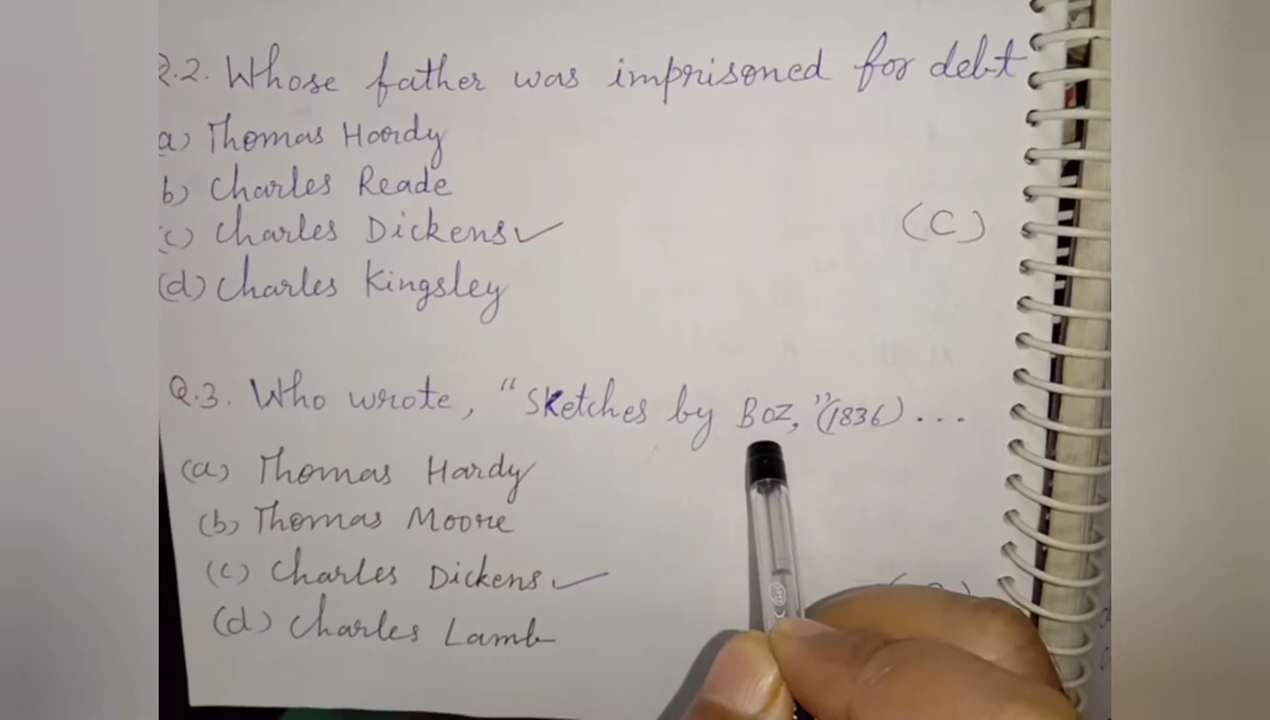 Q.2. Whose father was imprisoned for debt
a) Thomas Hardy
b) Charles Reade
(c) Charles Dickens ✓
(C)
(d) Charles Kingsley
Q.3. Who wrote, "Sketches by BOZ," (1836) ...
(a) Thomas Hardy
(b) Thomas Moore
(c) Charles Dickens ✓
(d) Charles Lamb